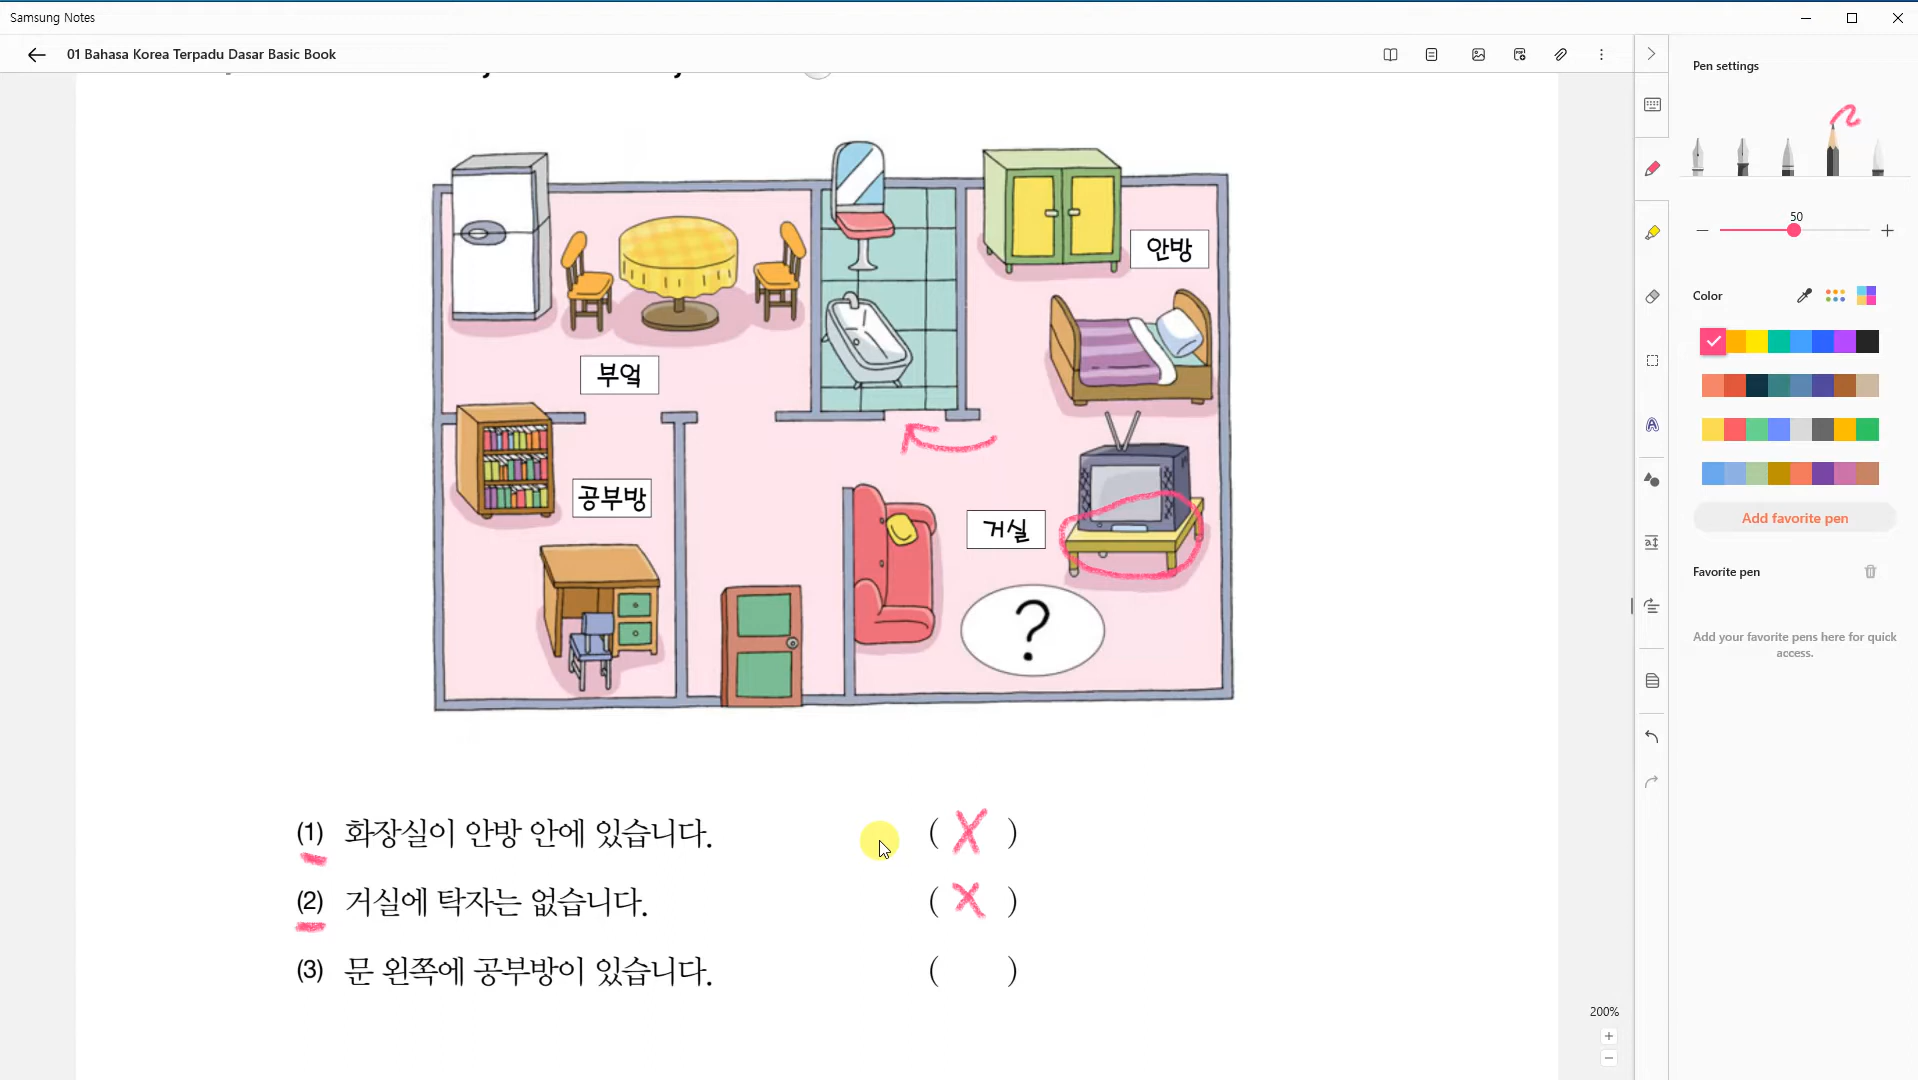 Samsung Notes
01 Bahasa Korea Terpadu Dasar Basic Book
Pen settings
50
Color
Add favorite pen
Favorite pen
Add your favorite pens here for quick
access.
안방
부엌
공부방
거실
?
(1) 화장실이 안방 안에 있습니다. ( X )
(2) 거실에 탁자는 없습니다. ( X )
(3) 문 왼쪽에 공부방이 있습니다. ( )
200%